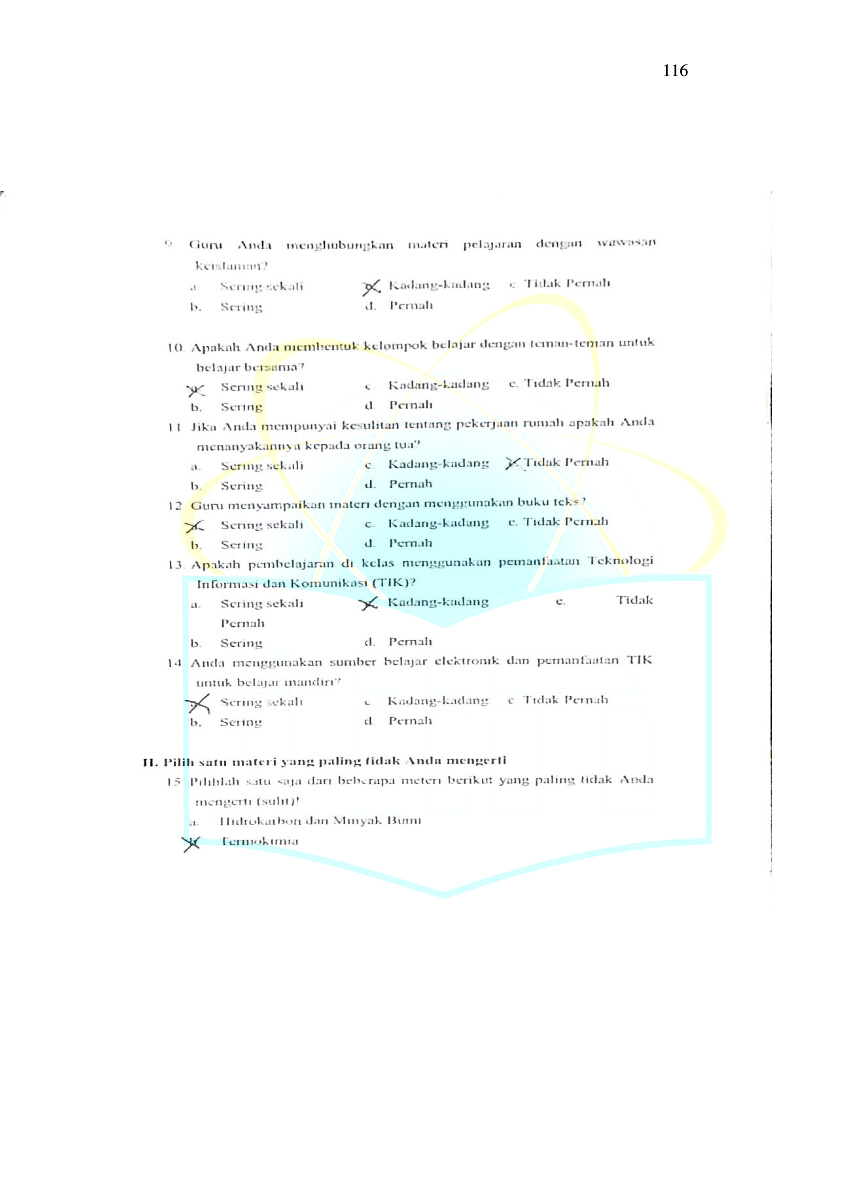 116
9. Guru Anda menghubungkan materi pelajaran dengan wawasan
keislaman?
a. Sering sekali Kadang-kadang e. Tidak Pernah
b. Sering d. Pernah
10. Apakah Anda membentuk kelompok belajar dengan teman-teman untuk
belajar bersama?
Sering sekali c. Kadang-kadang e. Tidak Pernah
b. Sering d. Pernah
11. Jika Anda mempunyai kesulitan tentang pekerjaan rumah apakah Anda
menanyakannya kepada orang tua?
a. Sering sekali c. Kadang-kadang Tidak Pernah
b. Sering d. Pernah
12. Guru menyampaikan materi dengan menggunakan buku teks?
Sering sekali c. Kadang-kadang e. Tidak Pernah
b. Sering d. Pernah
13. Apakah pembelajaran di kelas menggunakan pemanfaatan Teknologi
Informasi dan Komunikasi (TIK)?
a. Sering sekali Kadang-kadang e. Tidak
Pernah
b. Sering d. Pernah
14. Anda menggunakan sumber belajar elektronik dan pemanfaatan TIK
untuk belajar mandiri?
Sering sekali c. Kadang-kadang e. Tidak Pernah
b. Sering d. Pernah
II. Pilih satu materi yang paling tidak Anda mengerti
15. Pilihlah satu saja dari beberapa meteri berikut yang paling tidak Anda
mengerti (sulit)!
a. Hidrokarbon dan Minyak Bumi
Termokimia